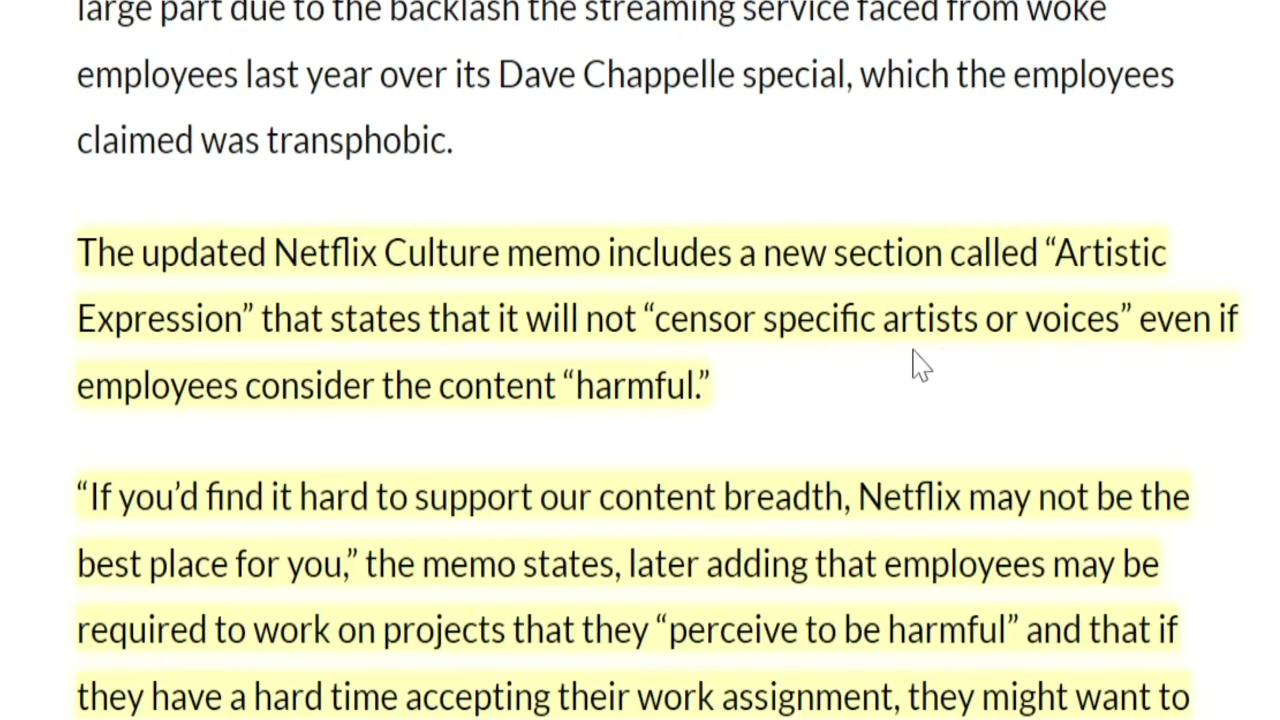 large part due to the backlash the streaming service faced from woke
employees last year over its Dave Chappelle special, which the employees
claimed was transphobic.
The updated Netflix Culture memo includes a new section called “Artistic
Expression” that states that it will not “censor specific artists or voices” even if
employees consider the content “harmful.”
“If you’d find it hard to support our content breadth, Netflix may not be the
best place for you,” the memo states, later adding that employees may be
required to work on projects that they “perceive to be harmful” and that if
they have a hard time accepting their work assignment, they might want to